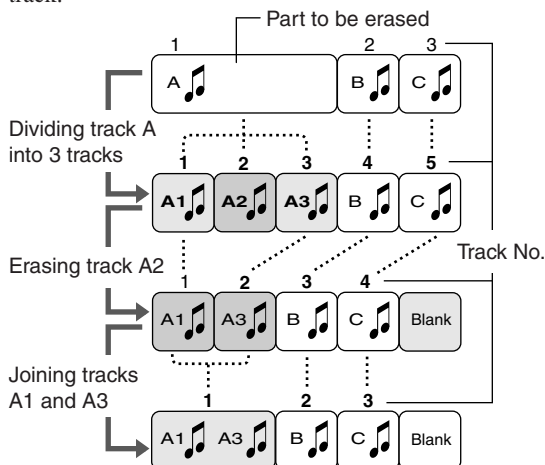 track.
Part to be erased
1 2 3
A B C
Dividing track A
into 3 tracks
1 2 3 4 5
A1 A2 A3 B C
Track No.
Erasing track A2
1 2 3 4
A1 A3 B C Blank
Joining tracks
A1 and A3
1 2 3
A1 A3 B C Blank